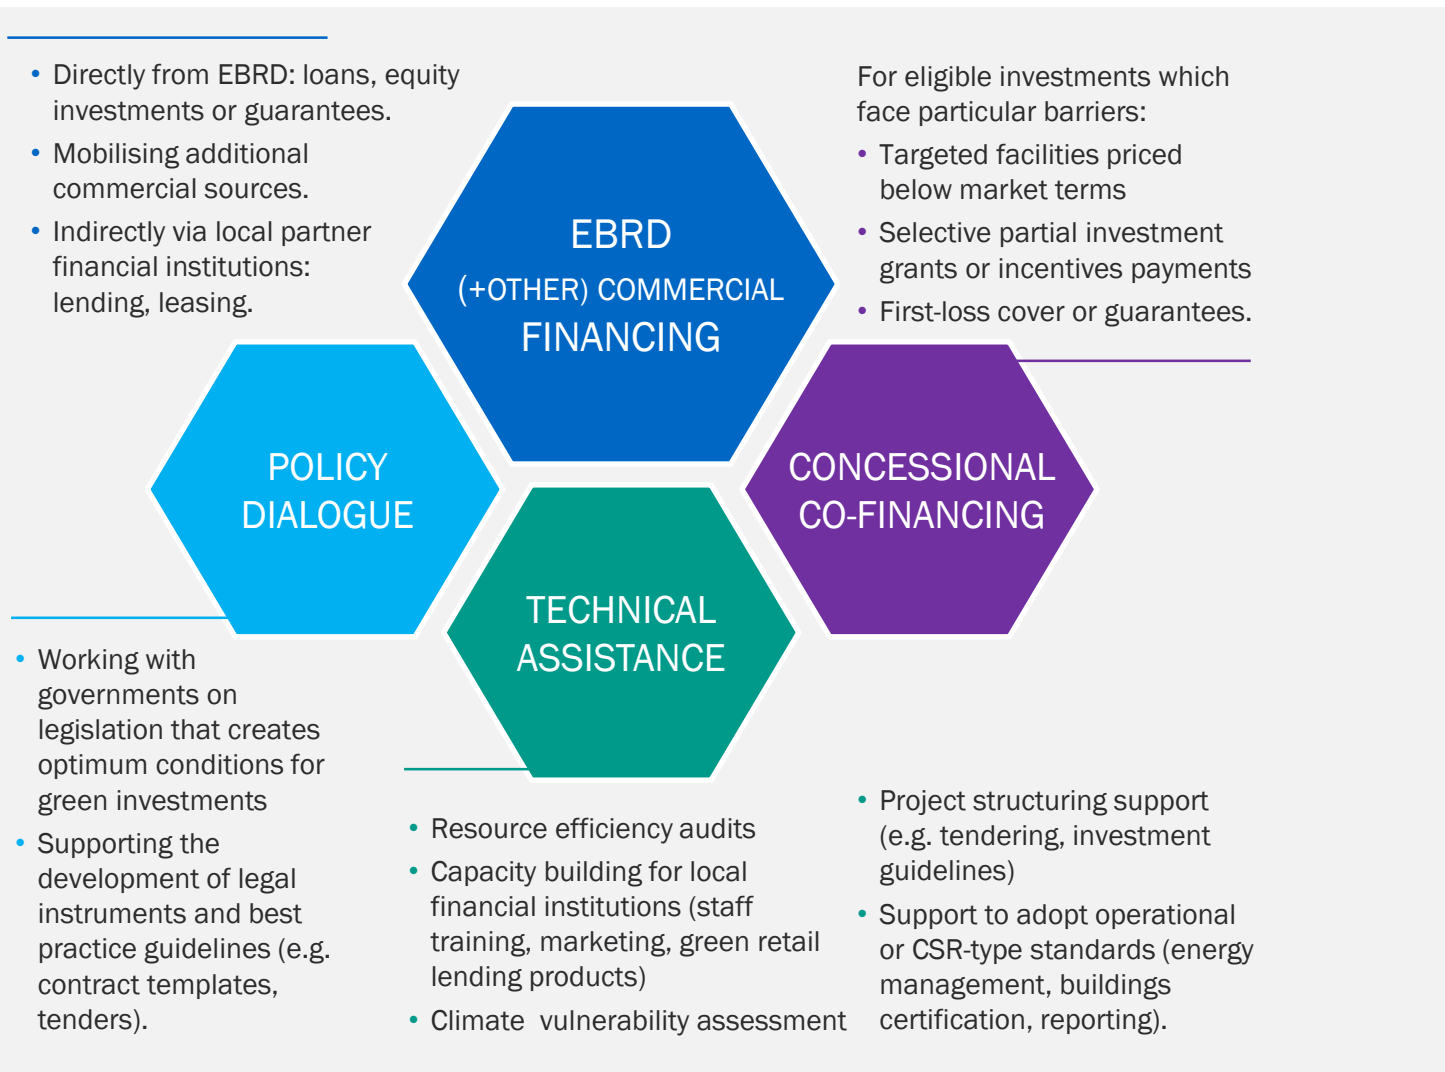 • Directly from EBRD: loans, equity
investments or guarantees.
• Mobilising additional
commercial sources.
• Indirectly via local partner
financial institutions:
lending, leasing.
EBRD
(+OTHER) COMMERCIAL
FINANCING
For eligible investments which
face particular barriers:
• Targeted facilities priced
below market terms
• Selective partial investment
grants or incentives payments
• First-loss cover or guarantees.
POLICY
DIALOGUE
CONCESSIONAL
CO-FINANCING
TECHNICAL
ASSISTANCE
• Working with
governments on
legislation that creates
optimum conditions for
green investments
• Supporting the
development of legal
instruments and best
practice guidelines (e.g.
contract templates,
tenders).
• Resource efficiency audits
• Capacity building for local
financial institutions (staff
training, marketing, green retail
lending products)
• Climate  vulnerability assessment
• Project structuring support
(e.g. tendering, investment
guidelines)
• Support to adopt operational
or CSR-type standards (energy
management, buildings
certification, reporting).